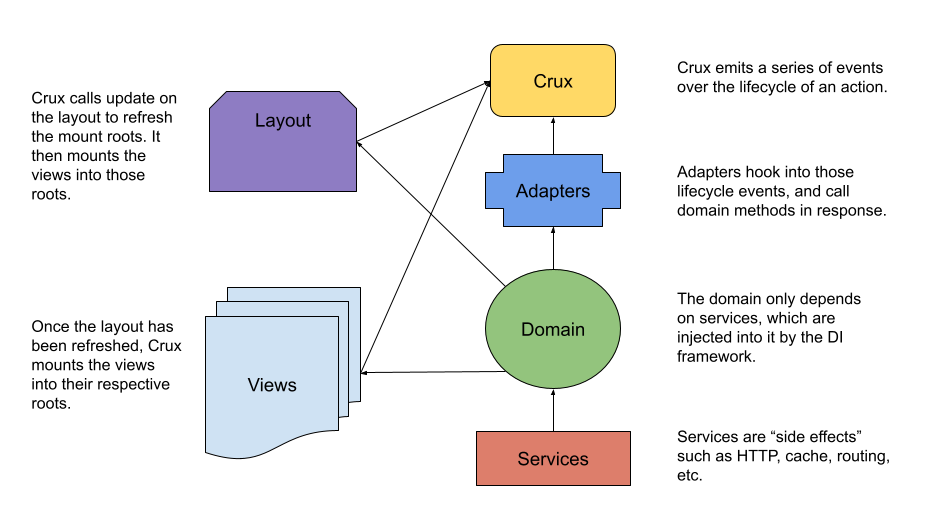 Crux calls update on
the layout to refresh
the mount roots. It
then mounts the
views into those
roots.
Layout
Crux
Crux emits a series of events
over the lifecycle of an action.
Adapters
Adapters hook into those
lifecycle events, and call
domain methods in response.
Once the layout has
been refreshed, Crux
mounts the views
into their respective
roots.
Views
Domain
The domain only depends
on services, which are
injected into it by the DI
framework.
Services
Services are “side effects”
such as HTTP, cache, routing,
etc.